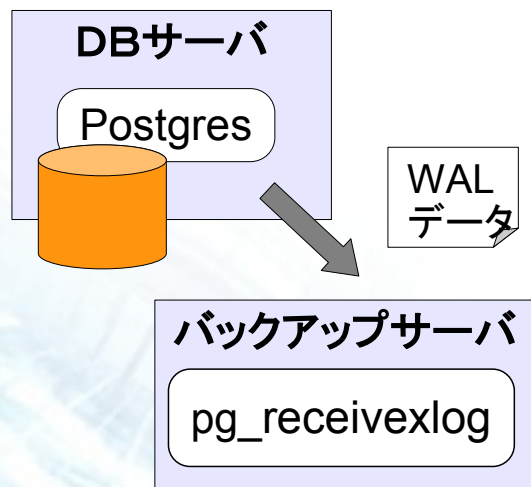 DBサーバ
Postgres
WAL
データ
バックアップサーバ
pg_receivexlog